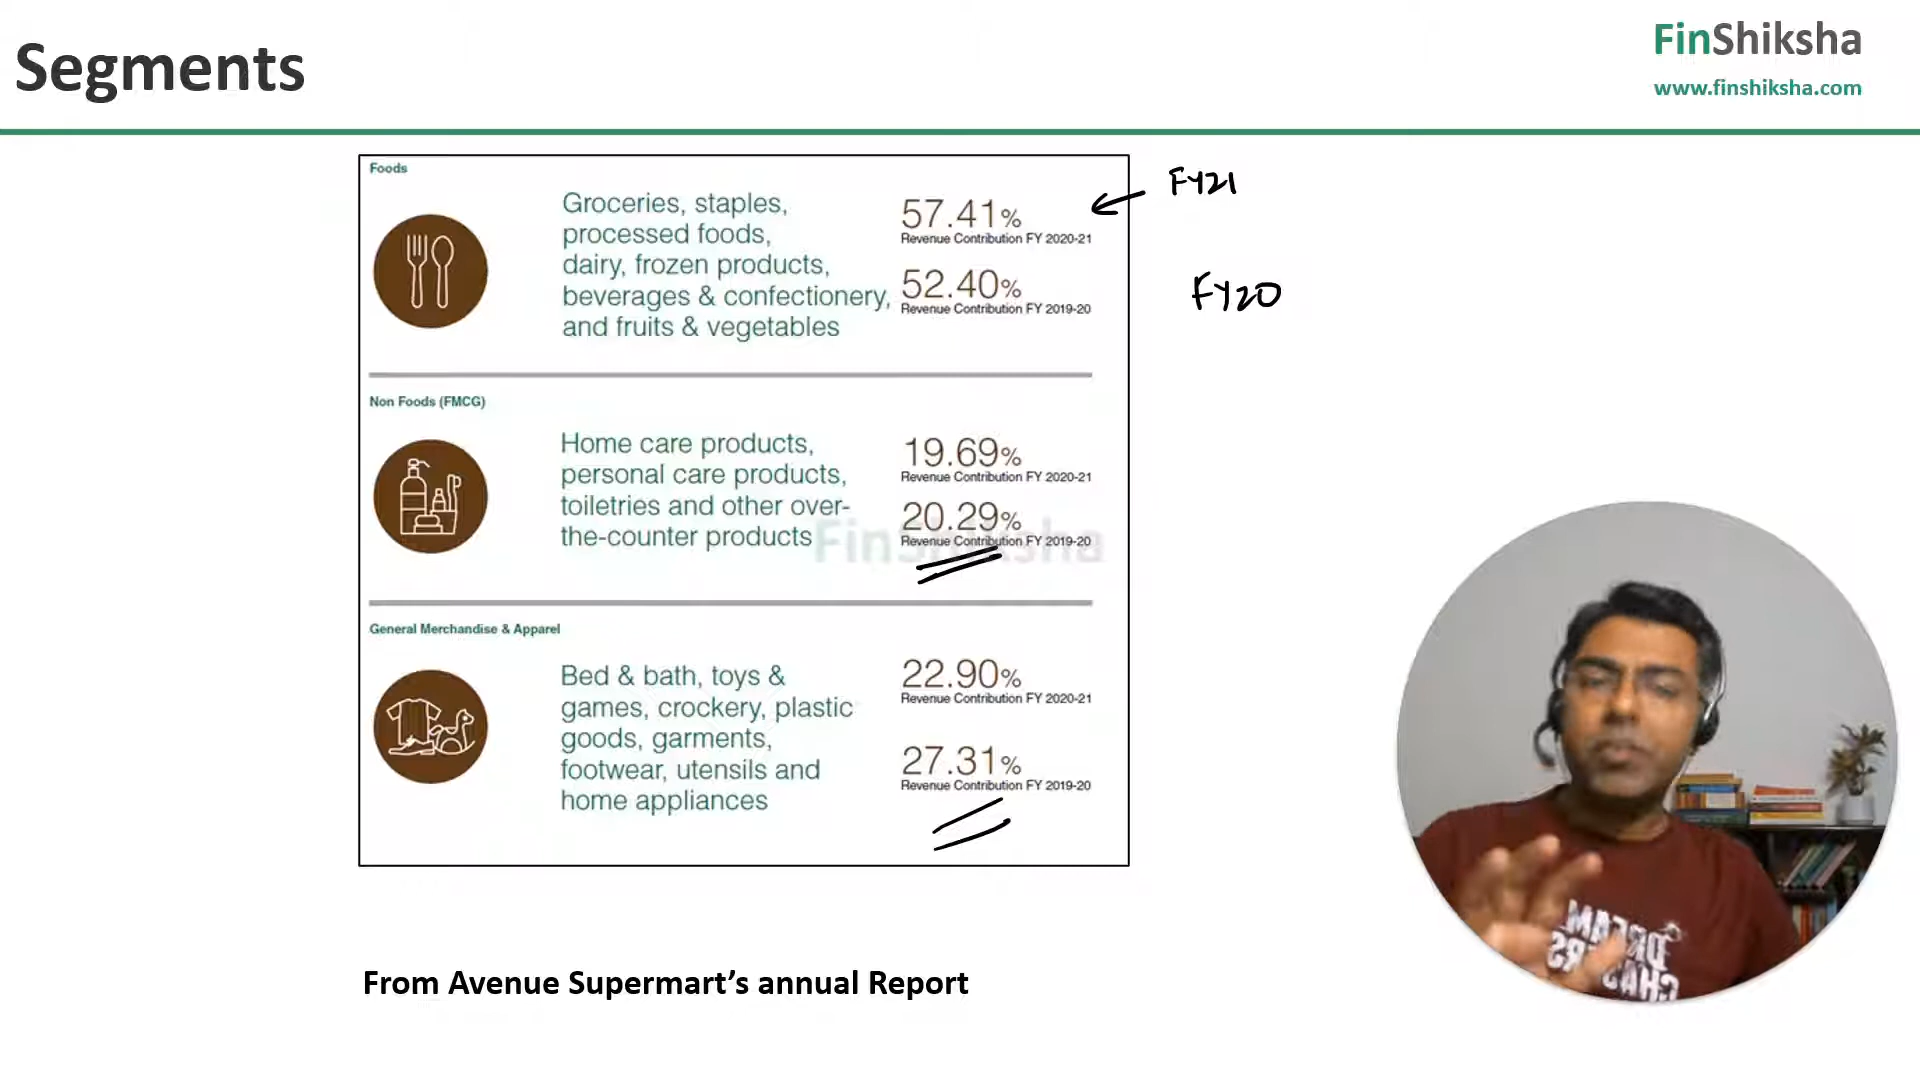 Segments
FinShiksha
www.finshiksha.com
Foods
Groceries, staples,
processed foods,
dairy, frozen products,
beverages & confectionery,
and fruits & vegetables
57.41%
Revenue Contribution FY 2020-21
52.40%
Revenue Contribution FY 2019-20
FY21
FY20
Non Foods (FMCG)
Home care products,
personal care products,
toiletries and other over-
the-counter products
19.69%
Revenue Contribution FY 2020-21
20.29%
Revenue Contribution FY 2019-20
FinShiksha
General Merchandise & Apparel
Bed & bath, toys &
games, crockery, plastic
goods, garments,
footwear, utensils and
home appliances
22.90%
Revenue Contribution FY 2020-21
27.31%
Revenue Contribution FY 2019-20
DREAM
CHASERS
From Avenue Supermart’s annual Report